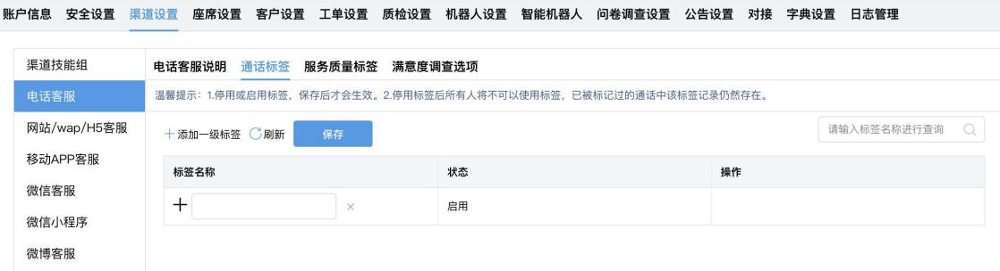 账户信息 安全设置 渠道设置 座席设置 客户设置 工单设置 质检设置 机器人设置 智能机器人 问卷调查设置 公告设置 对接 字典设置 日志管理
渠道技能组
电话客服
网站/wap/H5客服
移动APP客服
微信客服
微信小程序
微博客服
电话客服说明 通话标签 服务质量标签 满意度调查选项
温馨提示：1.停用或启用标签，保存后才会生效。2.停用标签后所有人将不可以使用标签，已被标记过的通话中该标签记录仍然存在。
添加一级标签 刷新 保存 请输入标签名称进行查询
标签名称 状态 操作
启用